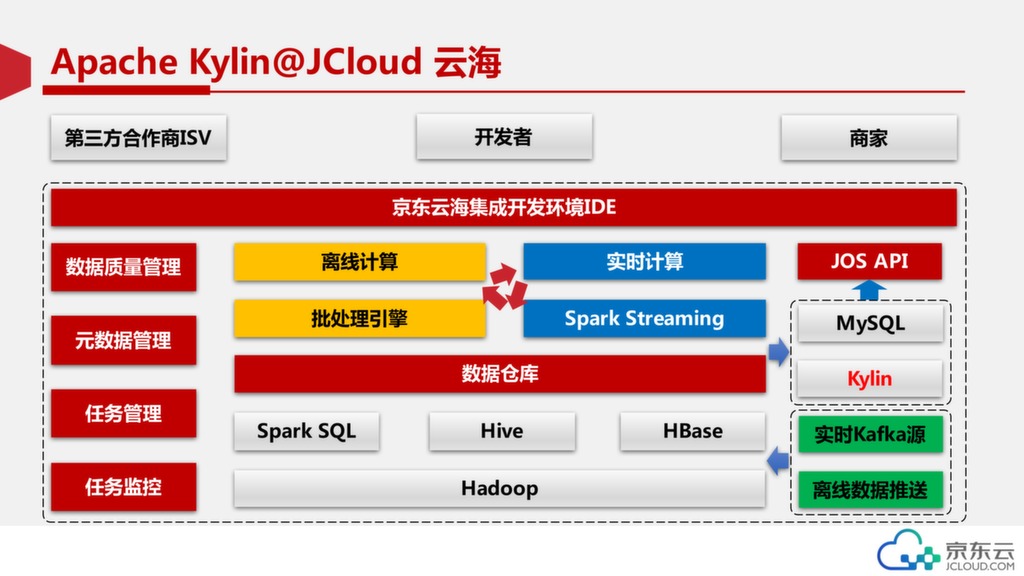 Apache Kylin@JCloud 云海
第三方合作商ISV
开发者
商家
京东云海集成开发环境IDE
数据质量管理
离线计算
实时计算
JOS API
元数据管理
批处理引擎
Spark Streaming
MySQL
数据仓库
Kylin
任务管理
Spark SQL
Hive
HBase
实时Kafka源
任务监控
Hadoop
离线数据推送
京东云
JCLOUD.COM